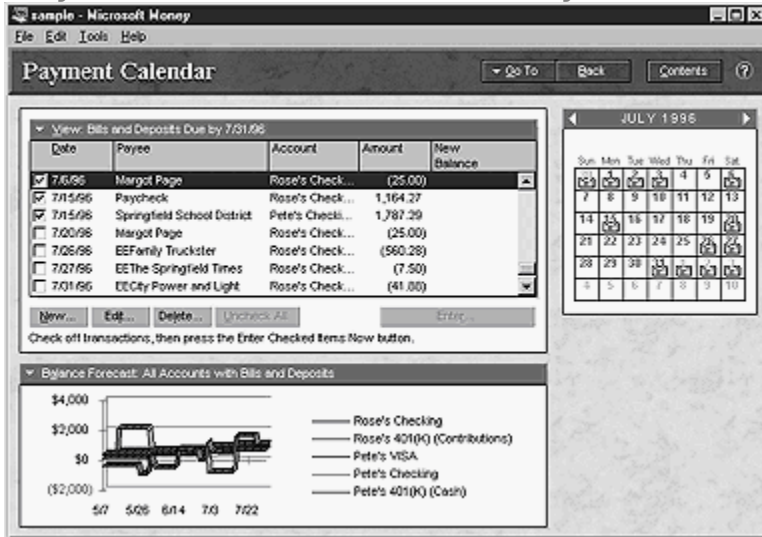 sample - Microsoft Money
File Edit Tools Help
Payment Calendar
Go To Back Contents ?
View: Bills and Deposits Due by 7/31/96
Date Payee Account Amount New Balance
7/6/96 Margot Page Rose's Check... (25.00)
7/15/96 Paycheck Rose's Check... 1,164.27
7/15/96 Springfield School District Pete's Checki... 1,787.29
7/20/96 Margot Page Rose's Check... (25.00)
7/26/96 EEFamily Truckster Rose's Check... (560.28)
7/27/96 EEThe Springfield Times Rose's Check... (7.50)
7/31/96 EECity Power and Light Rose's Check... (41.88)
New... Edit... Delete... Uncheck All Enter...
Check off transactions, then press the Enter Checked Items Now button.
JULY 1996
Sun Mon Tue Wed Thu Fri Sat
30 1 2 3 4 5 6
7 8 9 10 11 12 13
14 15 16 17 18 19 20
21 22 23 24 25 26 27
28 29 30 31 1 2 3
4 5 6 7 8 9 10
Balance Forecast: All Accounts with Bills and Deposits
$4,000
$2,000
$0
($2,000)
5/7 5/26 6/14 7/3 7/22
Rose's Checking
Rose's 401(K) (Contributions)
Pete's VISA
Pete's Checking
Pete's 401(K) (Cash)